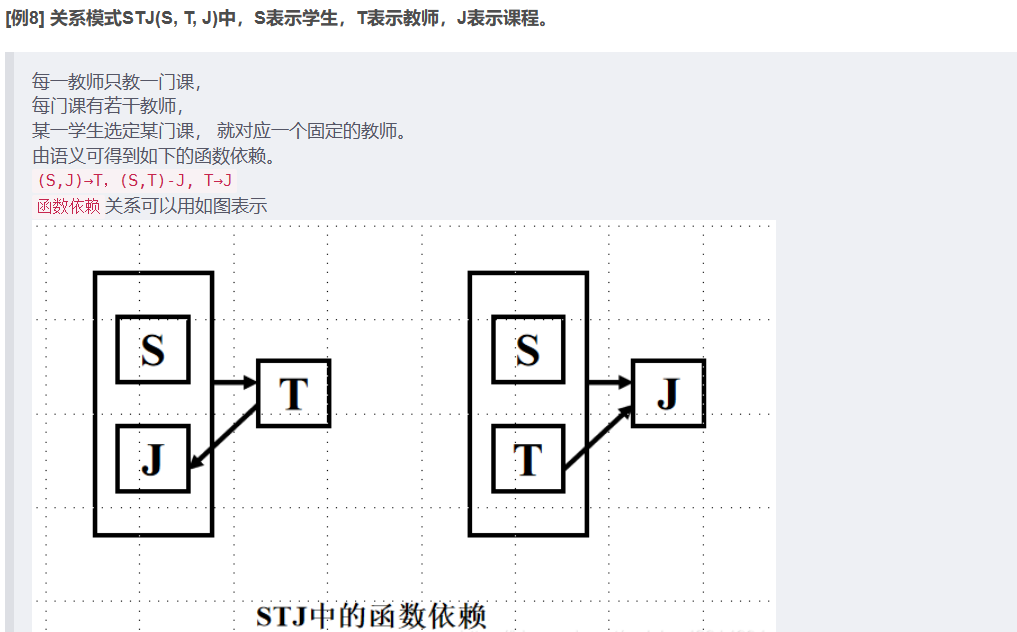 [例8] 关系模式STJ(S, T, J)中，S表示学生，T表示教师，J表示课程。
每一教师只教一门课，
每门课有若干教师，
某一学生选定某门课， 就对应一个固定的教师。
由语义可得到如下的函数依赖。
(S,J)→T，(S,T)-J, T→J
函数依赖 关系可以用如图表示
S
J
T
S
T
J
STJ中的函数依赖